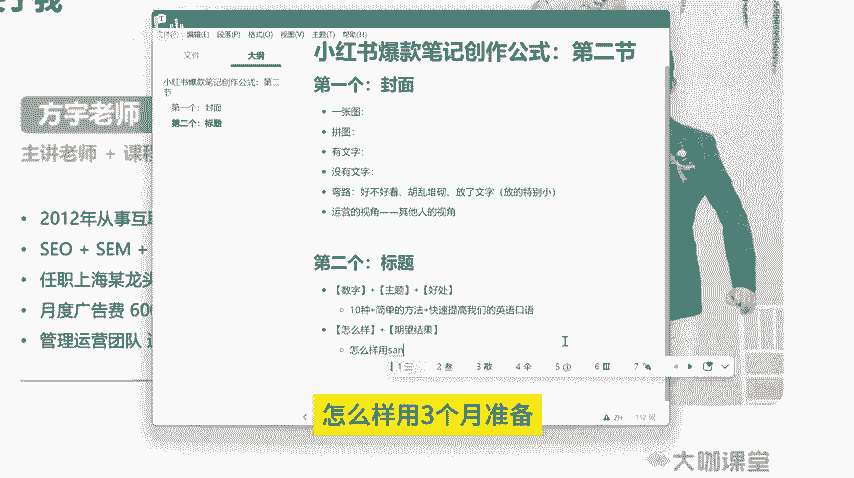 文件(F) 编辑(E) 段落(P) 格式(O) 视图(V) 主题(T) 帮助(H)
文件 大纲
小红书爆款笔记创作公式：第二节
第一个：封面
第二个：标题
小红书爆款笔记创作公式：第二节
第一个：封面
一张图：
拼图：
有文字：
没有文字：
弯路：好不好看、胡乱堆砌、放了文字（放的特别小）
运营的视角——其他人的视角
第二个：标题
【数字】+【主题】+【好处】
10种+简单的方法+快速提高我们的英语口语
【怎么样】+【期望结果】
怎么样用san
1 三 2 叁 3 散 4 伞 5 ③ 6 Ⅲ 7
怎么样用3个月准备
方宇老师
主讲老师 + 课程
2012年从事互联
SEO + SEM +
任职上海某龙头
月度广告费 600
管理运营团队
大咖课堂